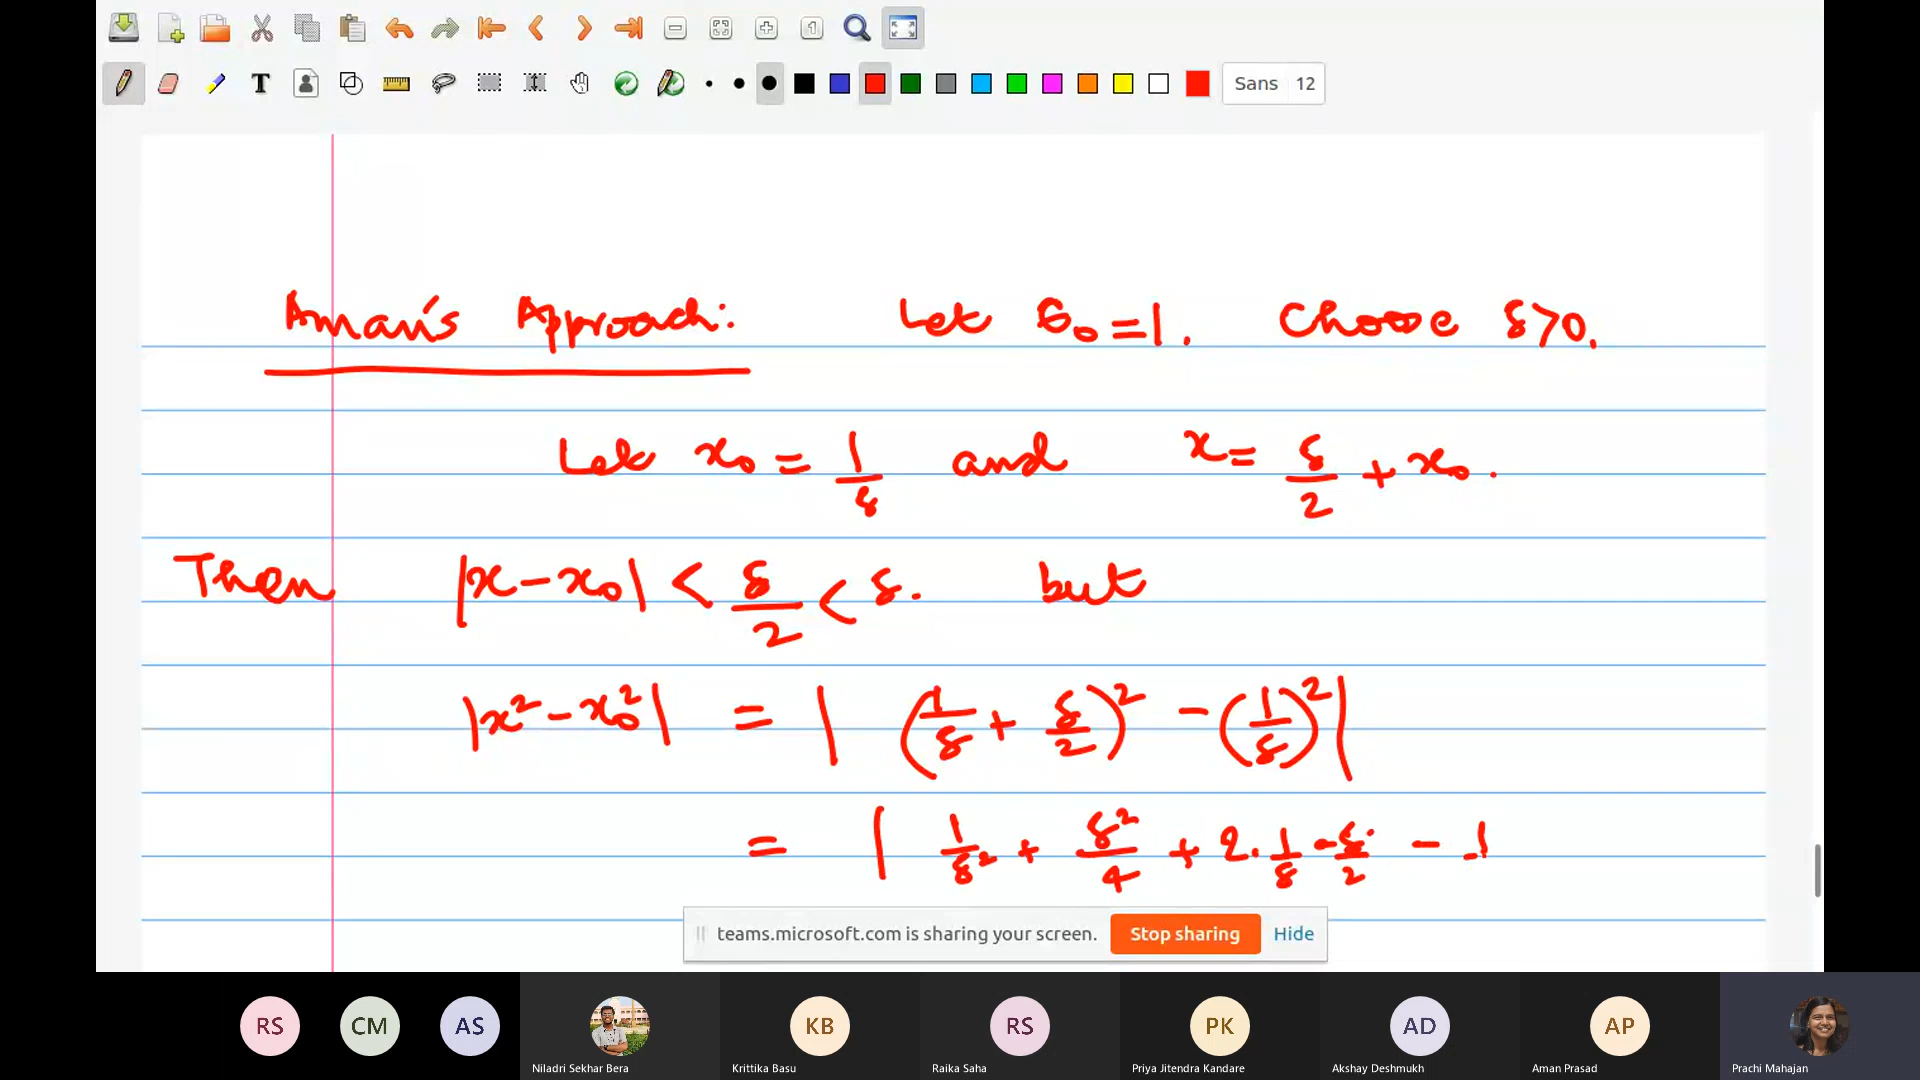 Sans 12
Aman's Approach: Let ε₀ = 1. Choose δ > 0.
Let x₀ = 1/δ and x = δ/2 + x₀.
Then |x - x₀| < δ/2 < δ. but
|x² - x₀²| = | (1/δ + δ/2)² - (1/δ)² |
= | 1/δ² + δ²/4 + 2 · 1/δ · δ/2 - 1
teams.microsoft.com is sharing your screen. Stop sharing Hide
RS CM AS KB RS PK AD AP
Niladri Sekhar Bera Krittika Basu Raika Saha Priya Jitendra Kandare Akshay Deshmukh Aman Prasad Prachi Mahajan